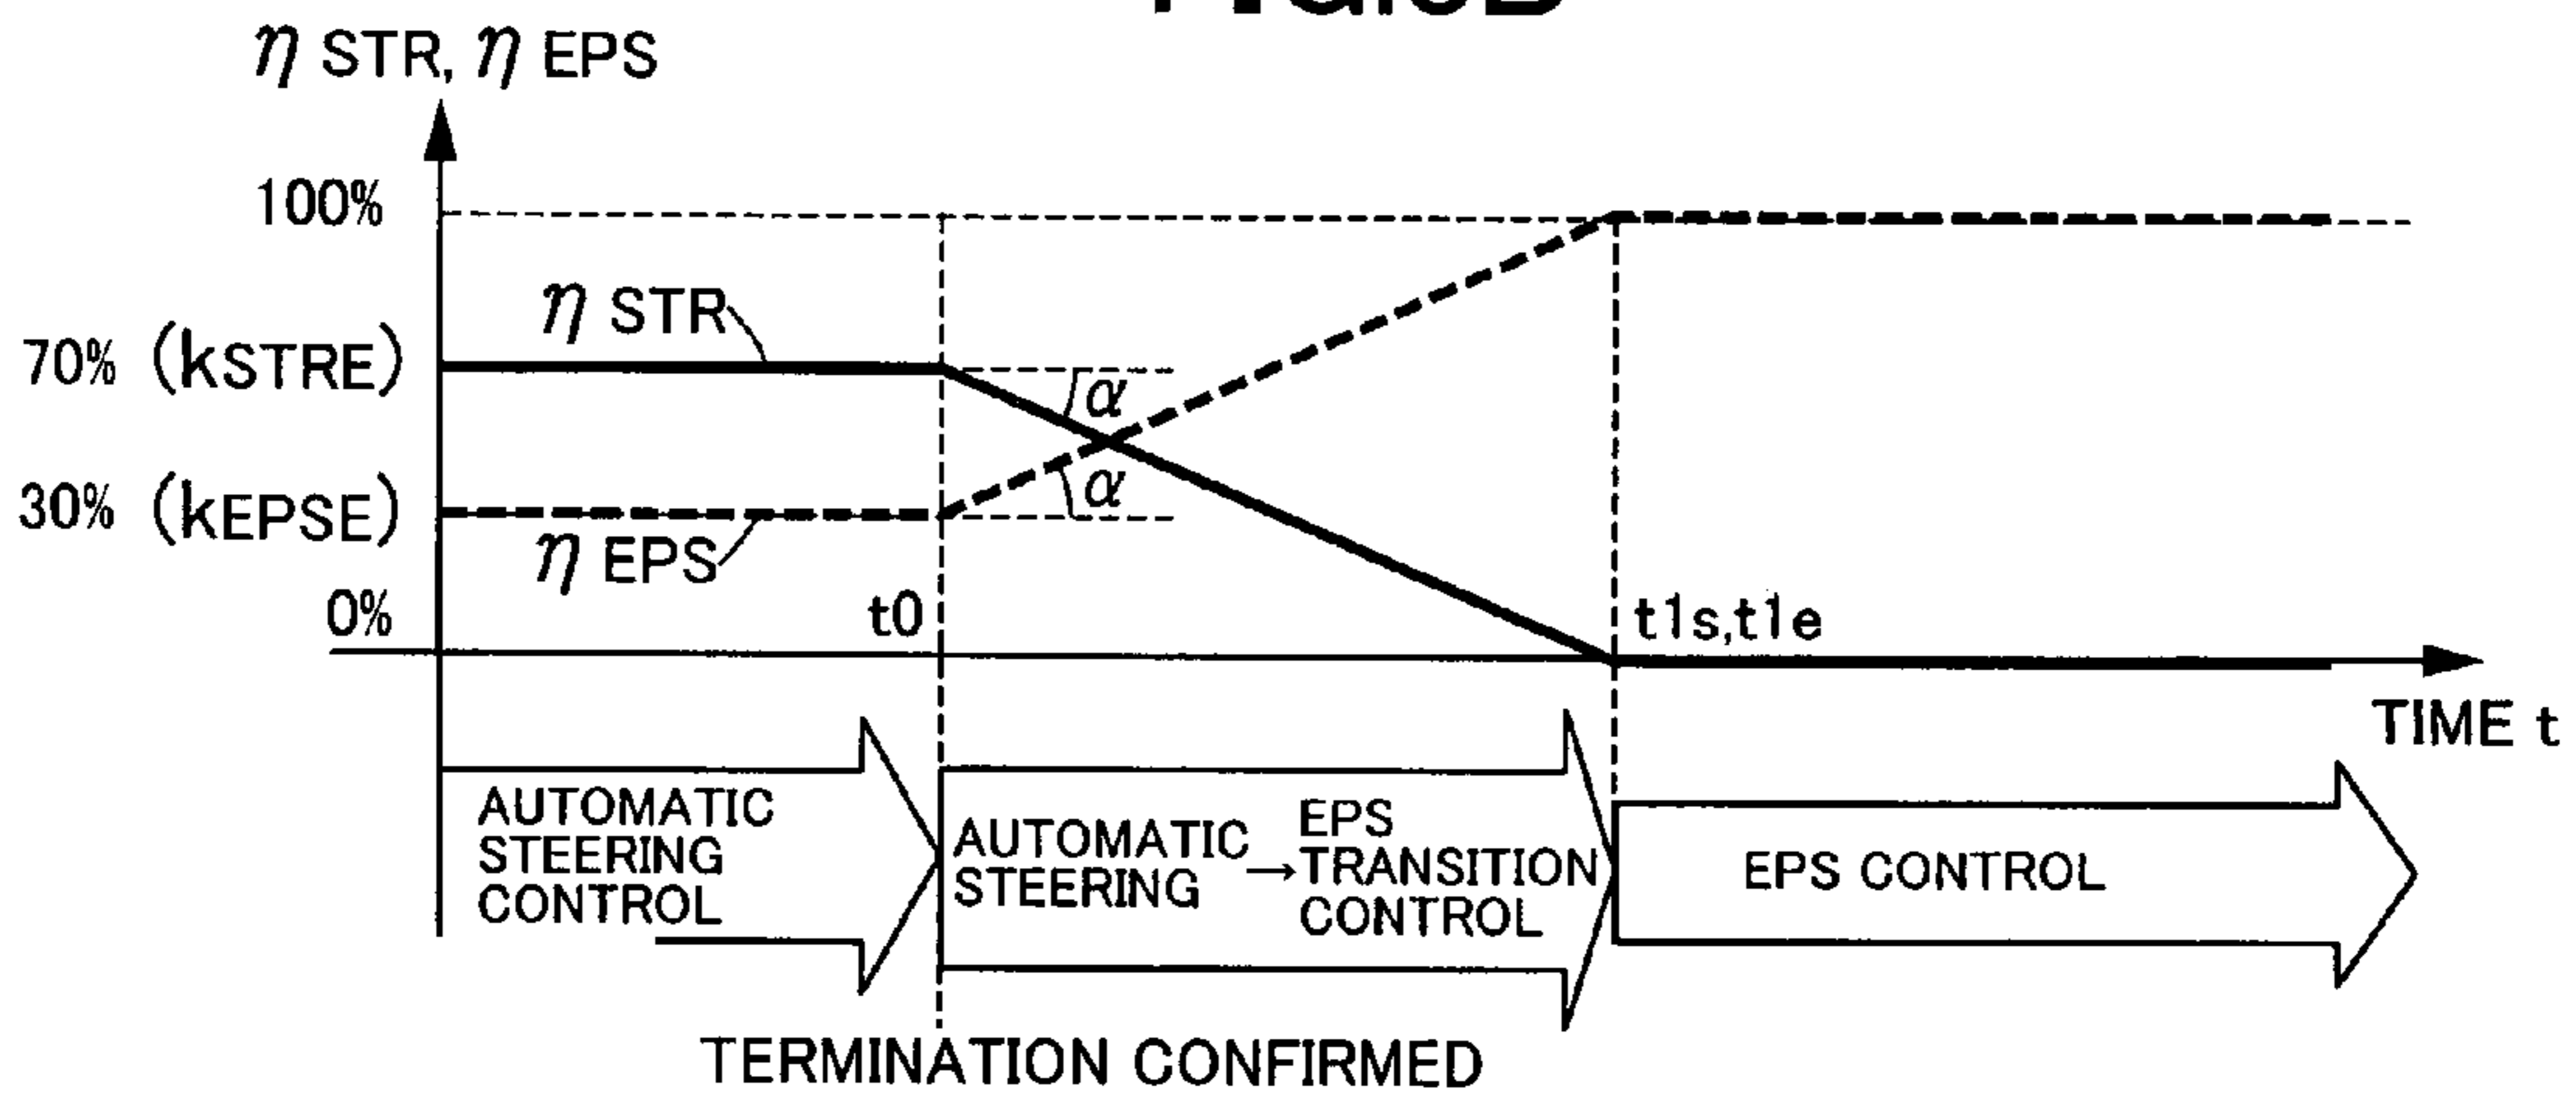 η STR, η EPS
100%
η STR
70% (kSTRE)
α
α
30% (kEPSE)
η EPS
0%
t0
t1s,t1e
TIME t
AUTOMATIC
STEERING
CONTROL
AUTOMATIC
STEERING
→
EPS
TRANSITION
CONTROL
EPS CONTROL
TERMINATION CONFIRMED